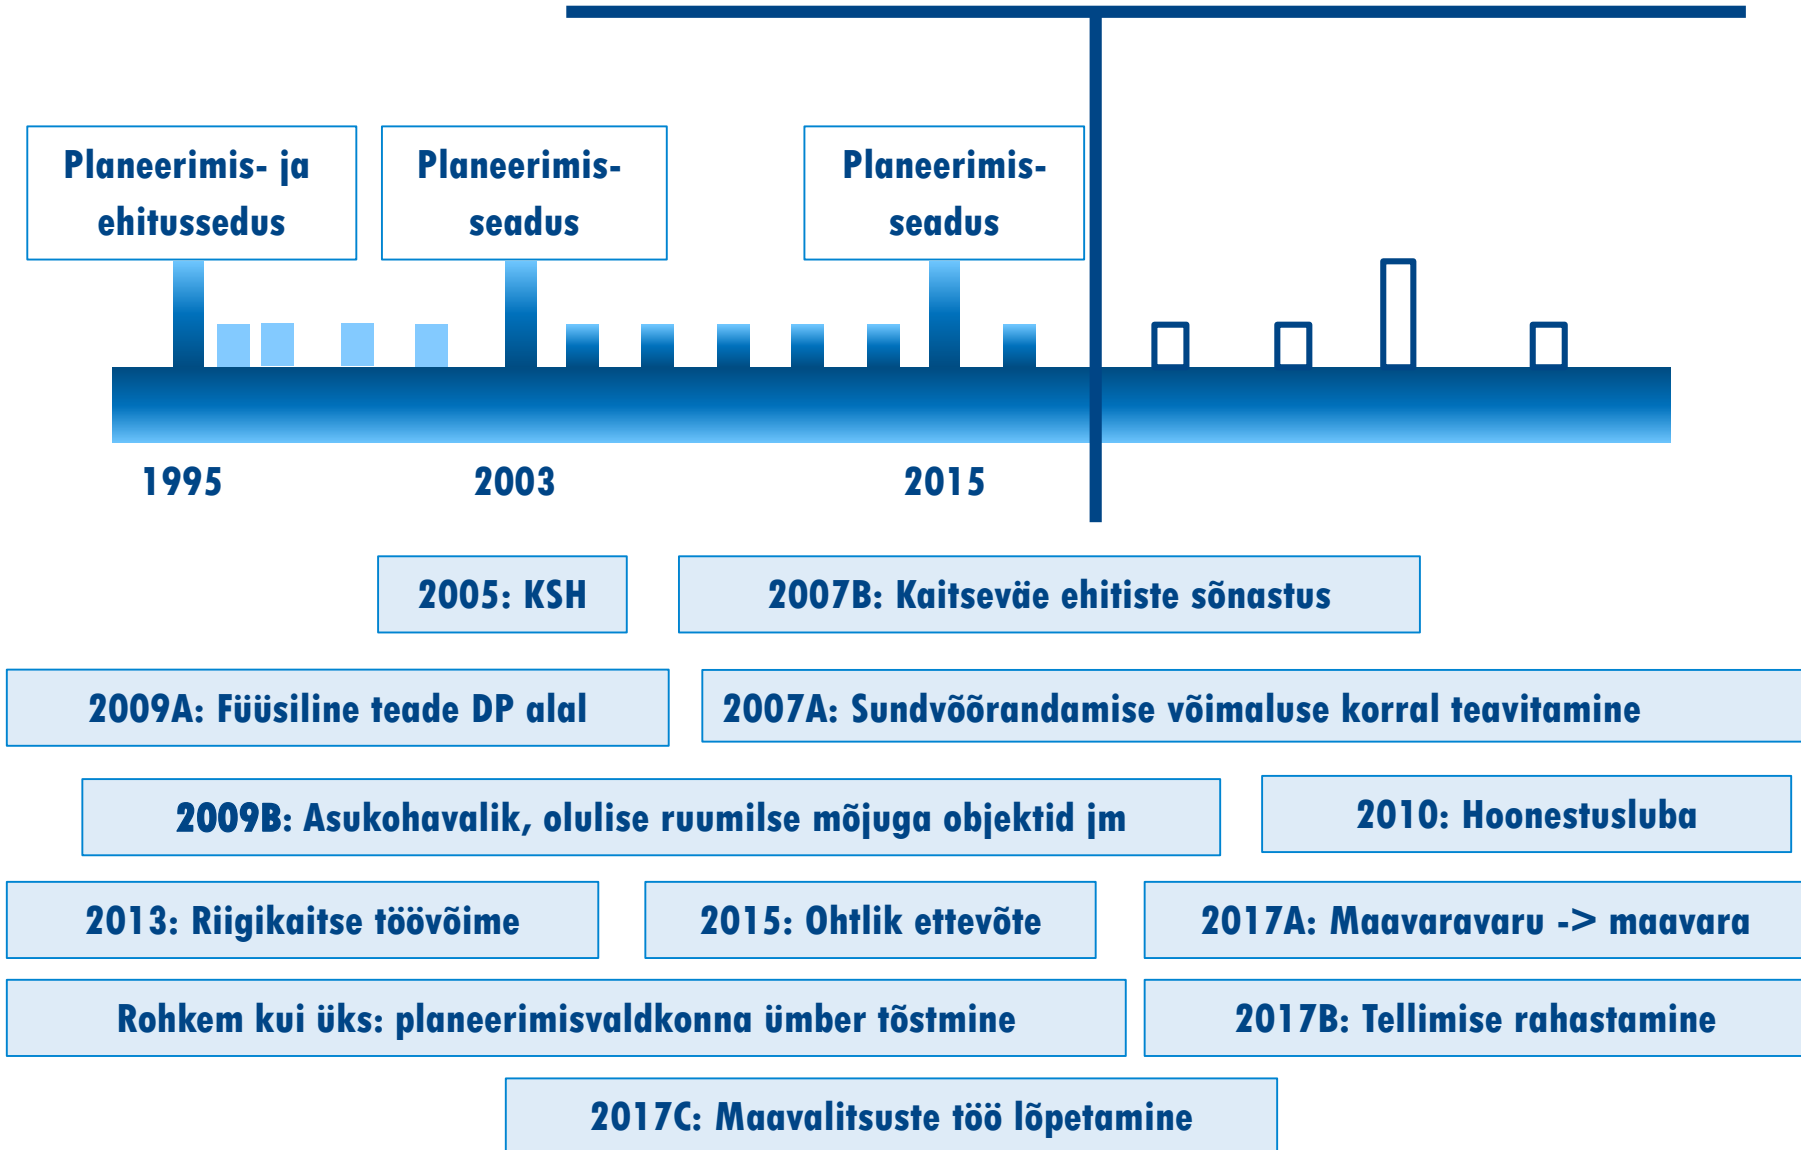 Planeerimis- ja
ehitussedus
Planeerimis-
seadus
Planeerimis-
seadus
1995
2003
2015
2005: KSH
2007B: Kaitseväe ehitiste sõnastus
2009A: Füüsiline teade DP alal
2007A: Sundvõõrandamise võimaluse korral teavitamine
2009B: Asukohavalik, olulise ruumilse mõjuga objektid jm
2010: Hoonestusluba
2013: Riigikaitse töövõime
2015: Ohtlik ettevõte
2017A: Maavaravaru -> maavara
Rohkem kui üks: planeerimisvaldkonna ümber tõstmine
2017B: Tellimise rahastamine
2017C: Maavalitsuste töö lõpetamine